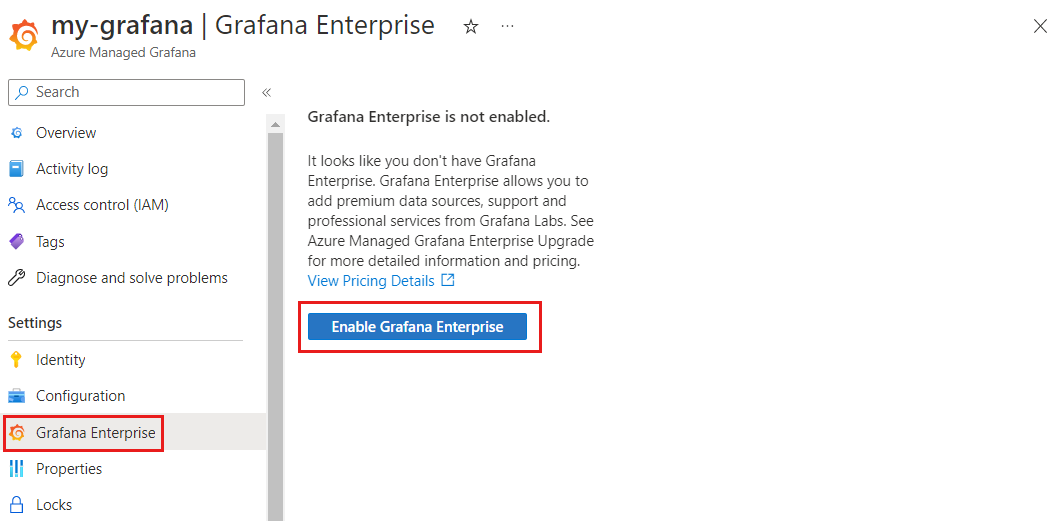 my-grafana | Grafana Enterprise
Azure Managed Grafana
Search
Overview
Activity log
Access control (IAM)
Tags
Diagnose and solve problems
Settings
Identity
Configuration
Grafana Enterprise
Properties
Locks
Grafana Enterprise is not enabled.
It looks like you don't have Grafana
Enterprise. Grafana Enterprise allows you to
add premium data sources, support and
professional services from Grafana Labs. See
Azure Managed Grafana Enterprise Upgrade
for more detailed information and pricing.
View Pricing Details
Enable Grafana Enterprise